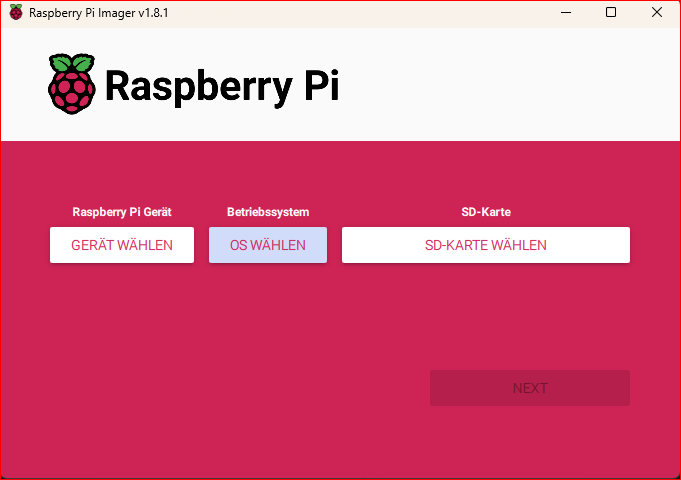 Raspberry Pi Imager v1.8.1
Raspberry Pi
Raspberry Pi Gerät Betriebssystem SD-Karte
GERÄT WÄHLEN OS WÄHLEN SD-KARTE WÄHLEN
NEXT